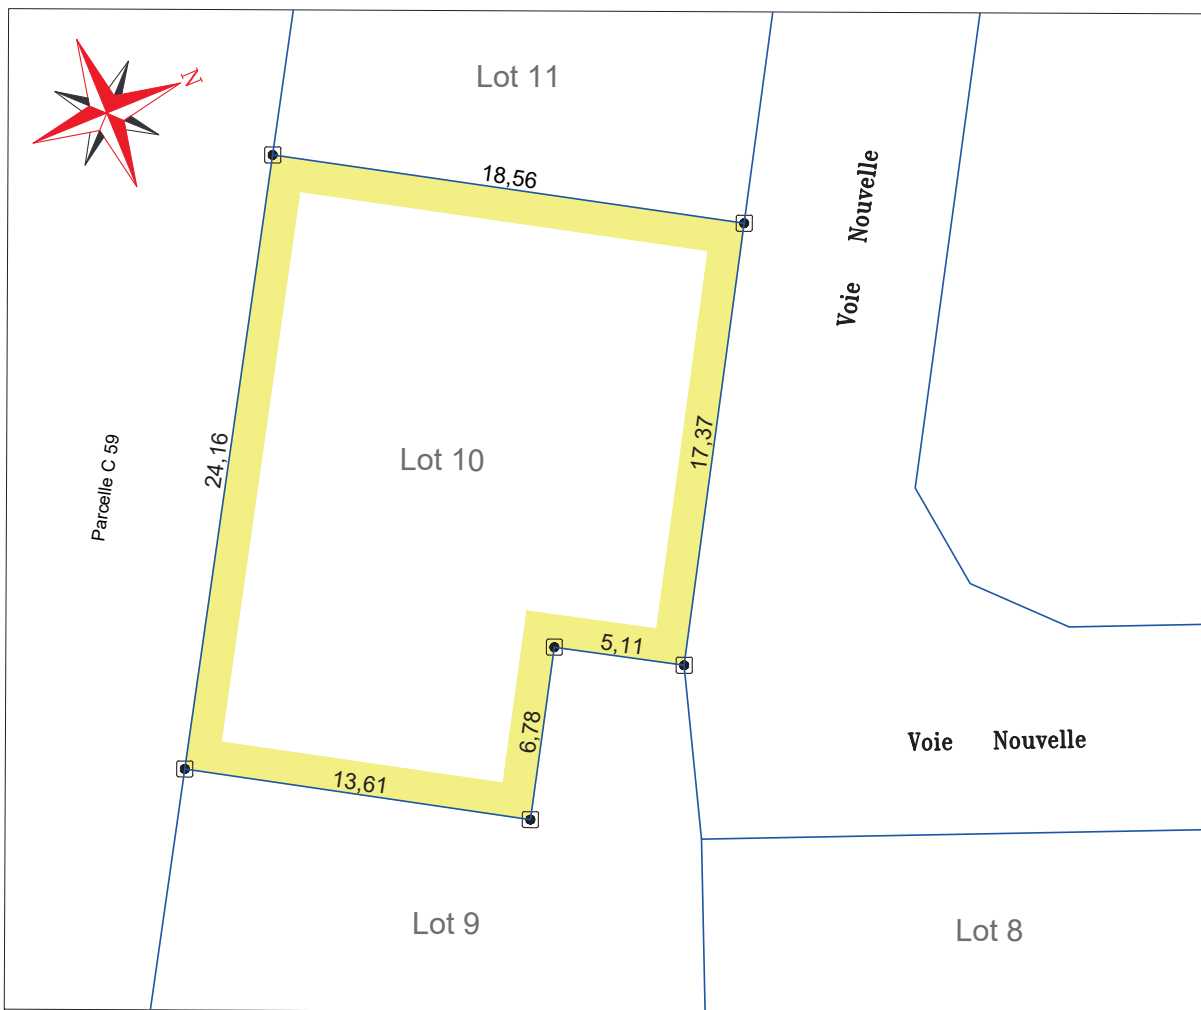 N
Lot 11
18,56
Voie Nouvelle
24,16
Parcelle C 59
Lot 10
17,37
5,11
6,78
Voie Nouvelle
13,61
Lot 9
Lot 8